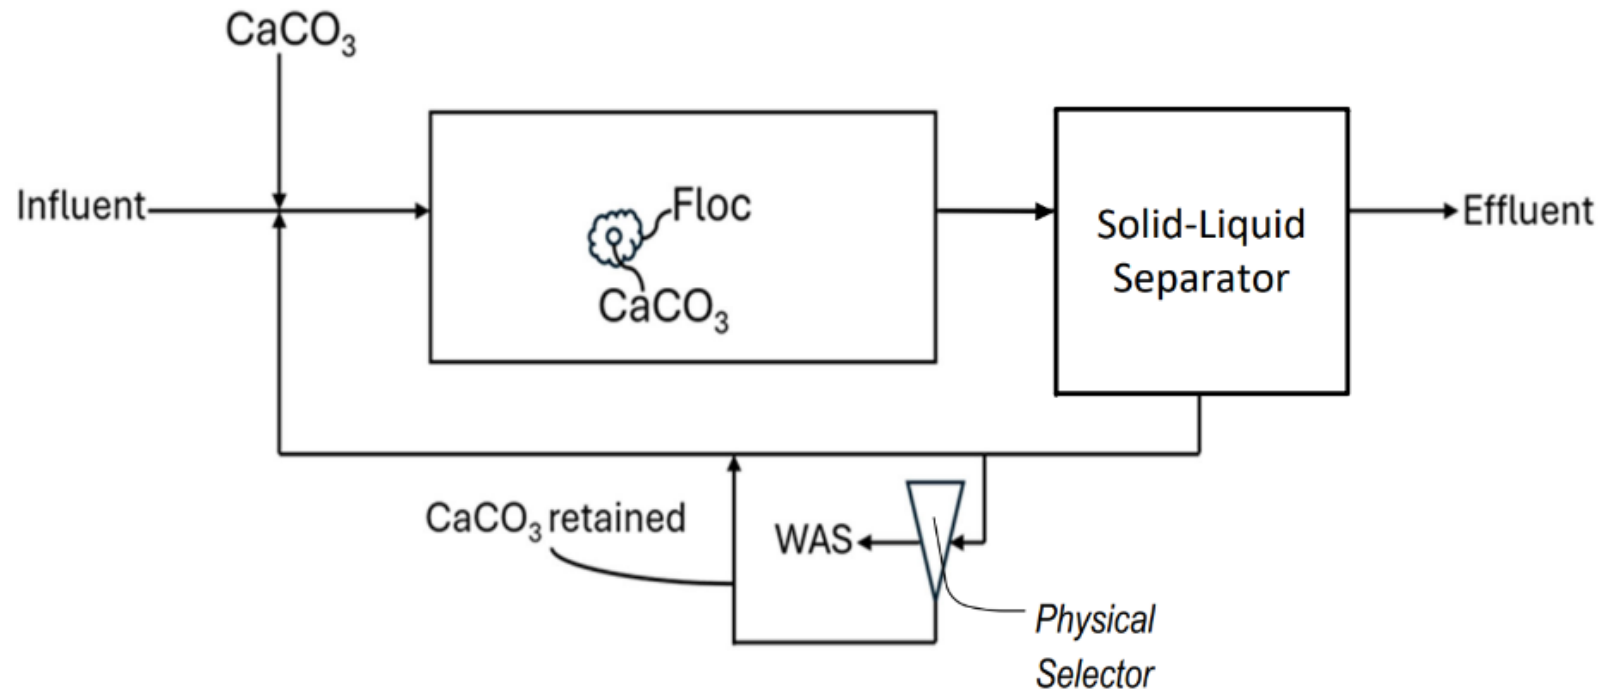 CaCO₃
Influent
Floc
CaCO₃
Solid-Liquid
Separator
Effluent
CaCO₃ retained
WAS
Physical
Selector